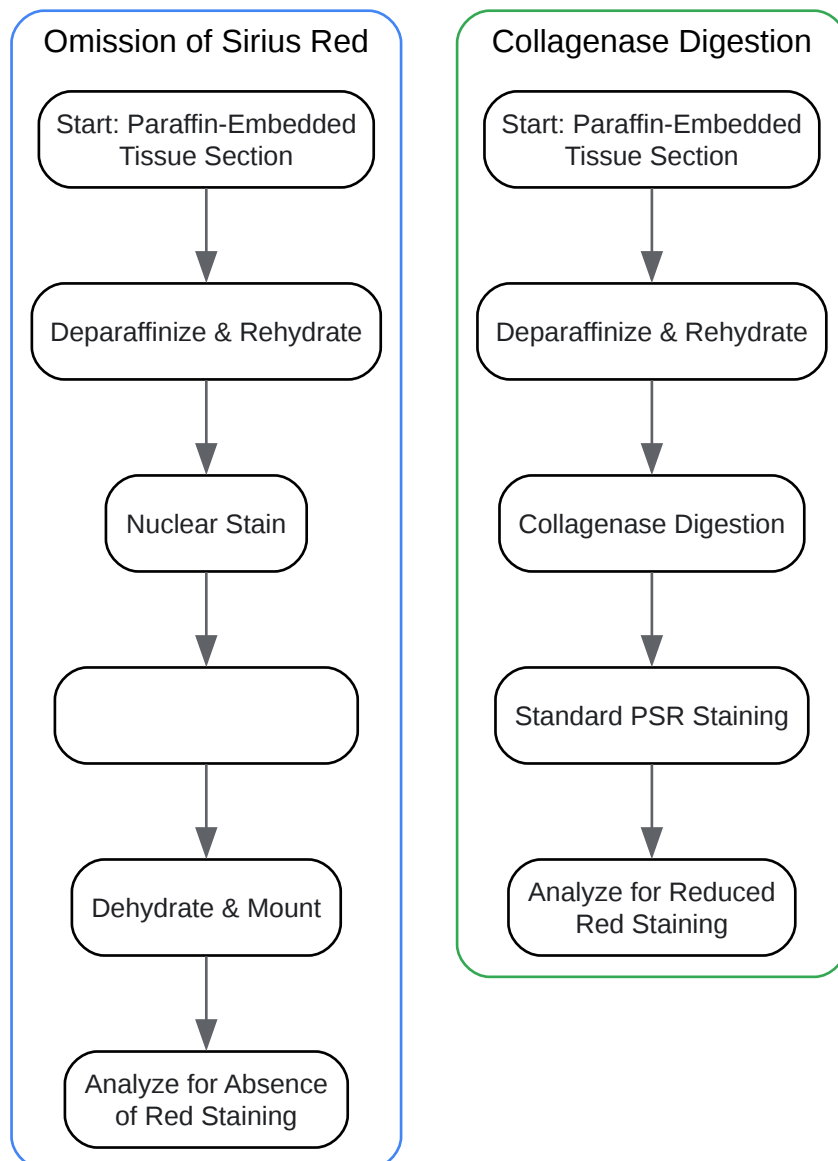 Omission of Sirius Red
Start: Paraffin-Embedded
Tissue Section
Deparaffinize & Rehydrate
Nuclear Stain
Dehydrate & Mount
Analyze for Absence
of Red Staining
Collagenase Digestion
Start: Paraffin-Embedded
Tissue Section
Deparaffinize & Rehydrate
Collagenase Digestion
Standard PSR Staining
Analyze for Reduced
Red Staining